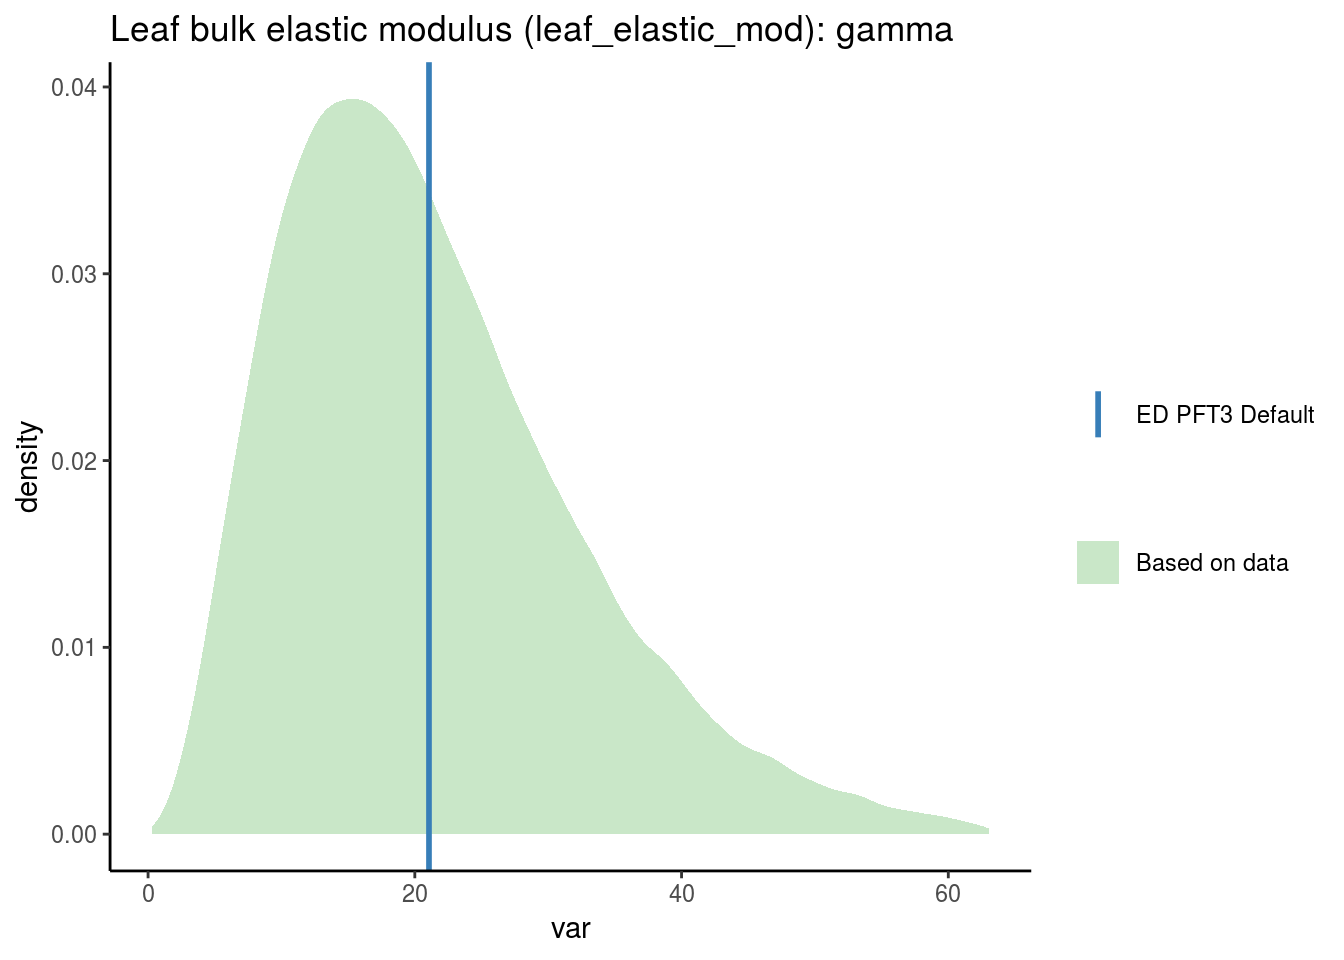 Leaf bulk elastic modulus (leaf_elastic_mod): gamma
0.04
0.03
0.02
0.01
0.00
density
0
20
40
60
var
ED PFT3 Default
Based on data